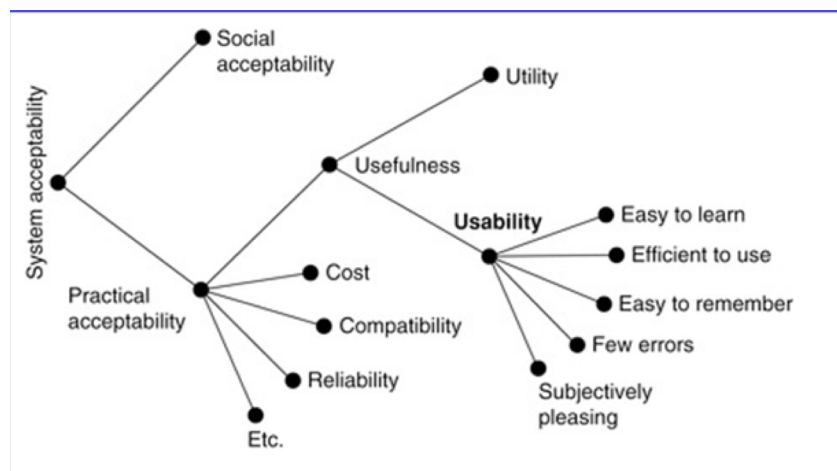 Social
acceptability
Utility
System acceptability
Usefulness
Usability
Easy to learn
Efficient to use
Cost
Practical
acceptability
Easy to remember
Compatibility
Few errors
Reliability
Subjectively
pleasing
Etc.